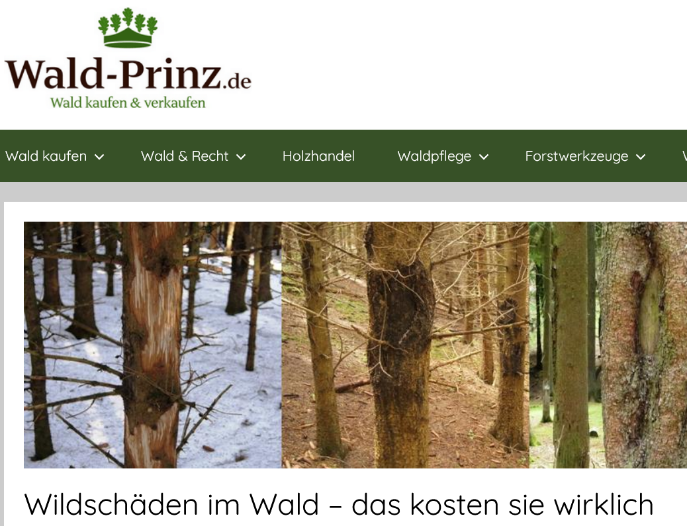 Wald-Prinz.de
Wald kaufen & verkaufen
Wald kaufen Wald & Recht Holzhandel Waldpflege Forstwerkzeuge
Wildschäden im Wald – das kosten sie wirklich